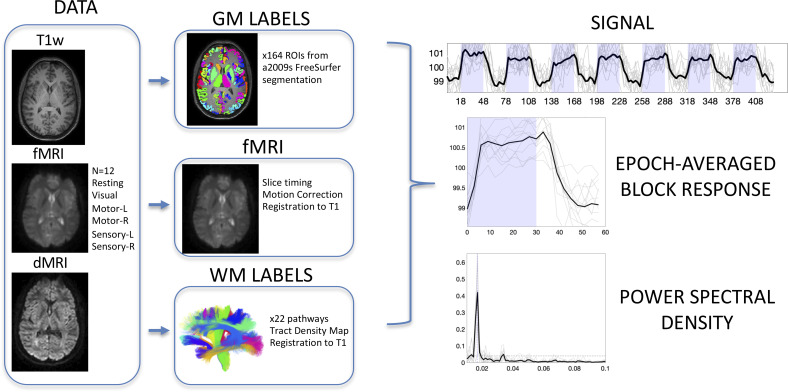 DATA
T1w
fMRI
N=12
Resting
Visual
Motor-L
Motor-R
Sensory-L
Sensory-R
dMRI
GM LABELS
x164 ROIs from
a2009s FreeSurfer
segmentation
fMRI
Slice timing
Motion Correction
Registration to T1
WM LABELS
x22 pathways
Tract Density Map
Registration to T1
SIGNAL
101
100
99
18 48 78 108 138 168 198 228 258 288 318 348 378 408
101
100.5
100
99.5
99
0 10 20 30 40 50 60
EPOCH-AVERAGED
BLOCK RESPONSE
0.6
0.5
0.4
0.3
0.2
0.1
0
0.02 0.04 0.06 0.08 0.1
POWER SPECTRAL
DENSITY